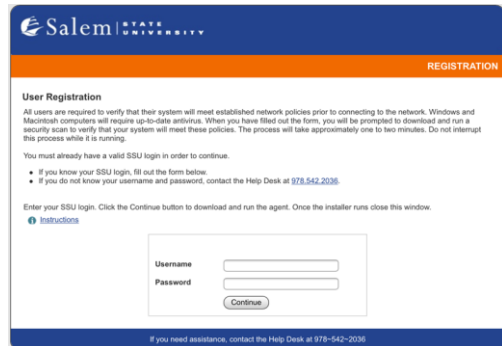 Salem STATE UNIVERSITY
REGISTRATION
User Registration
All users are required to verify that their system will meet established network policies prior to connecting to the network. Windows and
Macintosh computers will require up-to-date antivirus. When you have filled out the form, you will be prompted to download and run a
security scan to verify that your system will meet these policies. The process will take approximately one to two minutes. Do not interrupt
this process while it is running.
You must already have a valid SSU login in order to continue.
• If you know your SSU login, fill out the form below.
• If you do not know your username and password, contact the Help Desk at 978.542.2036.
Enter your SSU login. Click the Continue button to download and run the agent. Once the installer runs close this window.
Instructions
Username
Password
Continue
If you need assistance, contact the Help Desk at 978~542~2036